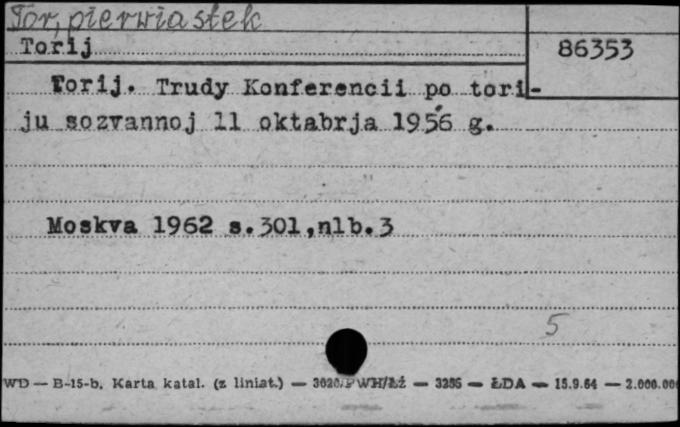 Tor, pierwiastek
Torij
86353
Torij. Trudy Konferencii po tori-
ju sozvannoj 11 oktabrja 1956 g.
Moskva 1962 s.301,nlb.3
5
WD — B-15-b. Karta katal. (z liniat.) — 3020/PWH/Łź — 3286 — ŁDA — 15.9.64 — 2.000.000